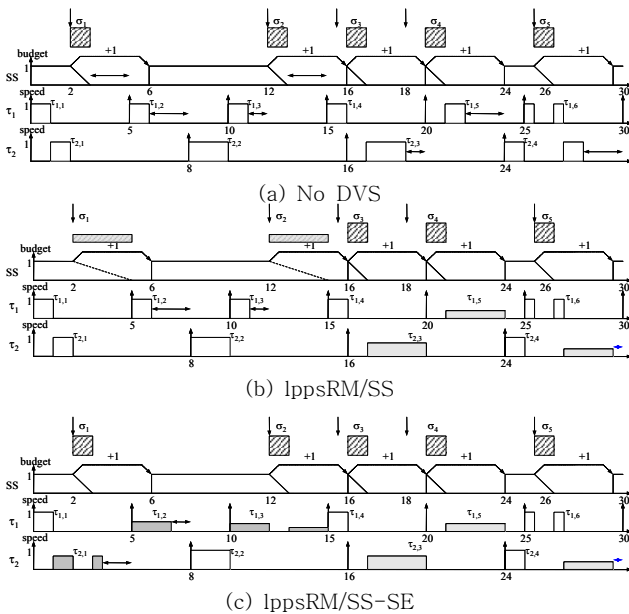 σ1 σ2 σ3 σ4 σ5
budget +1 +1 +1 +1 +1
1
SS
2 6 12 16 18 20 24 26 30
speed
1 τ1,1 τ1,2 τ1,3 τ1,4 τ1,5 τ1,6
τ1
5 10 15 20 25 30
speed
1 τ2,1 τ2,2 τ2,3 τ2,4
τ2
8 16 24
(a) No DVS
σ1 σ2 σ3 σ4 σ5
budget +1 +1 +1 +1 +1
1
SS
2 6 12 16 18 20 24 26 30
speed
1 τ1,1 τ1,2 τ1,3 τ1,4 τ1,5 τ1,6
τ1
5 10 15 20 25 30
speed
1 τ2,1 τ2,2 τ2,3 τ2,4
τ2
8 16 24
(b) lppsRM/SS
σ1 σ2 σ3 σ4 σ5
budget +1 +1 +1 +1 +1
1
SS
2 6 12 16 18 20 24 26 30
speed
1 τ1,1 τ1,2 τ1,3 τ1,4 τ1,5 τ1,6
τ1
5 10 15 20 25 30
speed
1 τ2,1 τ2,2 τ2,3 τ2,4
τ2
8 16 24
(c) lppsRM/SS-SE